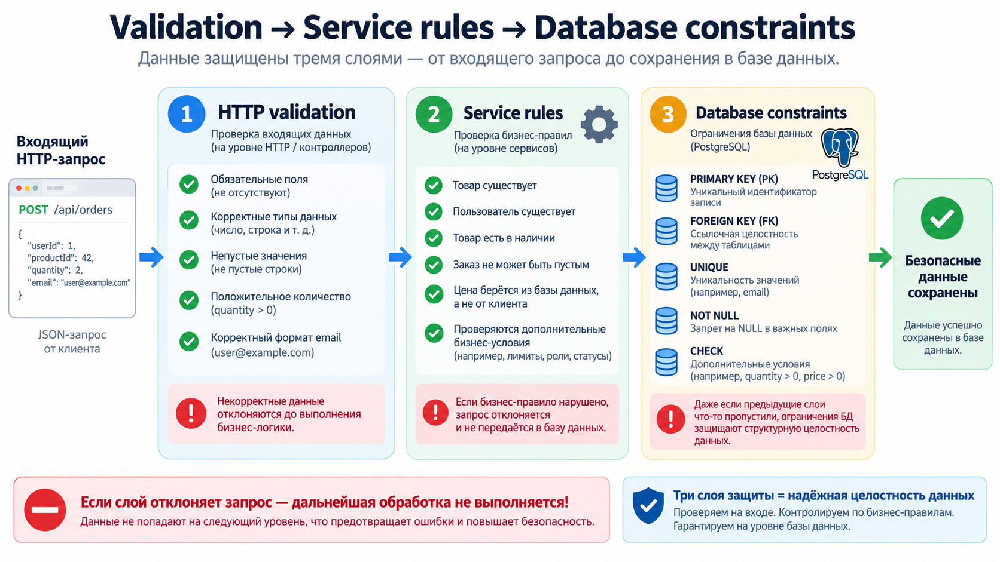 Validation → Service rules → Database constraints
Данные защищены тремя слоями — от входящего запроса до сохранения в базе данных.
Входящий
HTTP-запрос
POST /api/orders
{
"userId": 1,
"productId": 42,
"quantity": 2,
"email": "user@example.com"
}
JSON-запрос
от клиента
1
HTTP validation
Проверка входящих данных
(на уровне HTTP / контроллеров)
Обязательные поля
(не отсутствуют)
Корректные типы данных
(число, строка и т. д.)
Непустые значения
(не пустые строки)
Положительное количество
(quantity > 0)
Корректный формат email
(user@example.com)
Некорректные данные
отклоняются до выполнения
бизнес-логики.
2
Service rules
Проверка бизнес-правил
(на уровне сервисов)
Товар существует
Пользователь существует
Товар есть в наличии
Заказ не может быть пустым
Цена берётся из базы данных,
а не от клиента
Проверяются дополнительные
бизнес-условия
(например, лимиты, роли, статусы)
Если бизнес-правило нарушено,
запрос отклоняется
и не передаётся в базу данных.
3
Database constraints
Ограничения базы данных
(PostgreSQL)
PostgreSQL
PRIMARY KEY (PK)
Уникальный идентификатор
записи
FOREIGN KEY (FK)
Ссылочная целостность
между таблицами
UNIQUE
Уникальность значений
(например, email)
NOT NULL
Запрет на NULL в важных полях
CHECK
Дополнительные условия
(например, quantity > 0, price > 0)
Даже если предыдущие слои
что-то пропустили, ограничения БД
защищают структурную целостность
данных.
Безопасные
данные
сохранены
Данные успешно
сохранены в базе
данных.
Если слой отклоняет запрос — дальнейшая обработка не выполняется!
Данные не попадают на следующий уровень, что предотвращает ошибки и повышает безопасность.
Три слоя защиты = надёжная целостность данных
Проверяем на входе. Контролируем по бизнес-правилам.
Гарантируем на уровне базы данных.